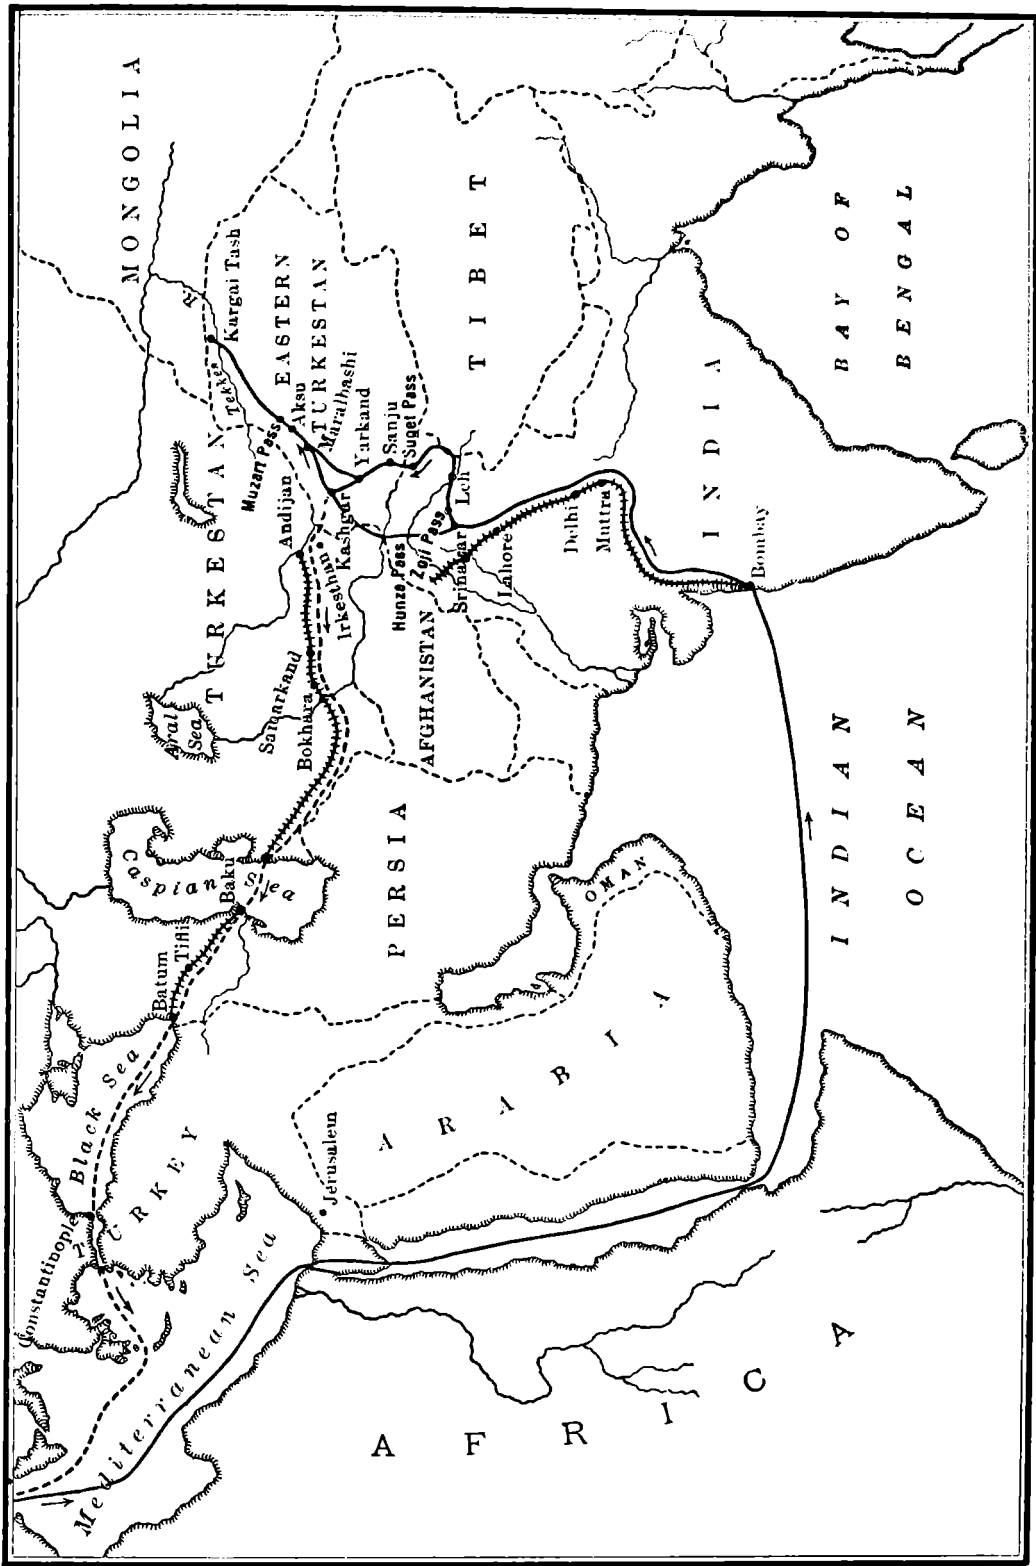 MONGOLIA
TURKESTAN
Aral
Sea
Caspian Sea
Black Sea
Constantinople
TURKEY
Mediterranean Sea
Batum
Tiflis
Baku
Bokhara
Samarkand
Andijan
Irkesthan
Kashgar
Muzart Pass
Aksu
Maralbashi
EASTERN
TURKESTAN
Tekkes R.
Kargai Tash
Yarkand
Sanju
Suget Pass
Leh
Hunza Pass
Zoji Pass
Srinagar
Lahore
Delhi
Muttra
Bombay
AFGHANISTAN
PERSIA
TIBET
INDIA
OMAN
ARABIA
Jerusalem
AFRICA
INDIAN
OCEAN
BAY OF
BENGAL